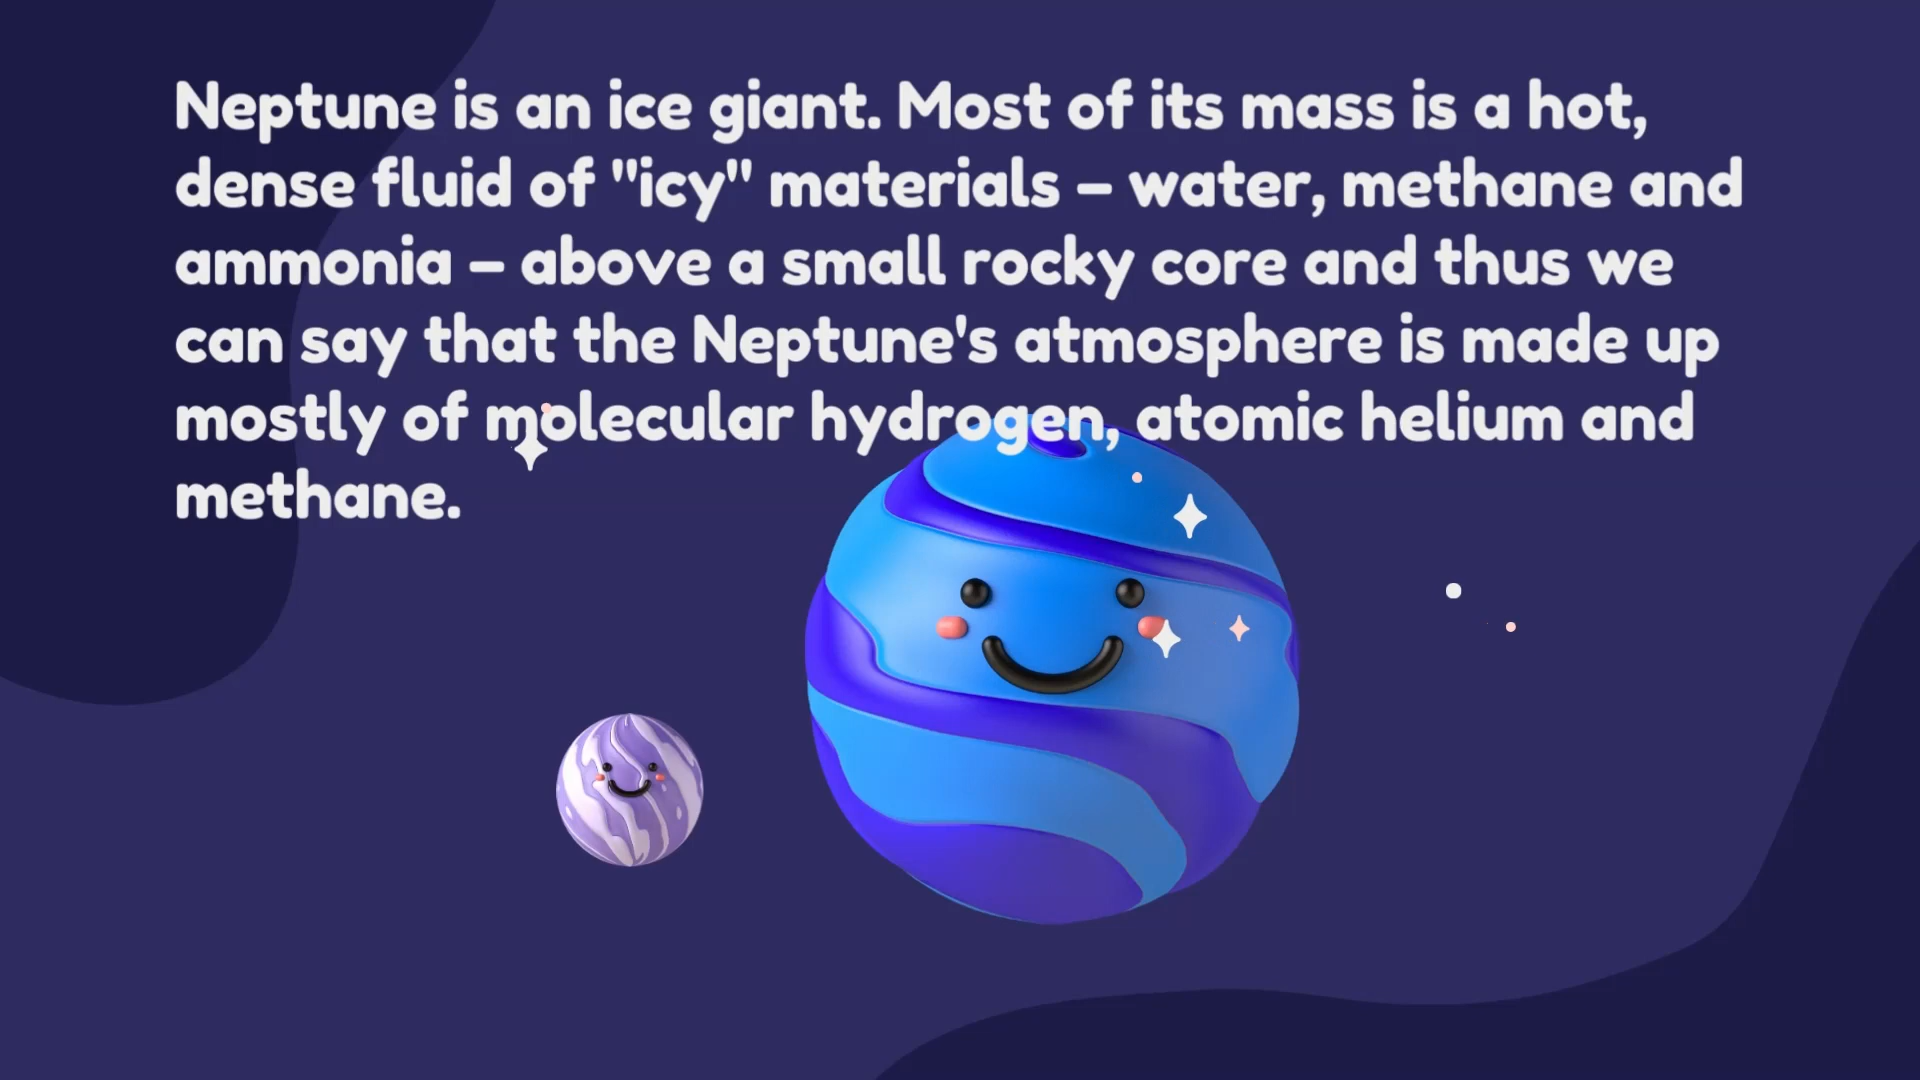 Neptune is an ice giant. Most of its mass is a hot,
dense fluid of "icy" materials – water, methane and
ammonia – above a small rocky core and thus we
can say that the Neptune's atmosphere is made up
mostly of molecular hydrogen, atomic helium and
methane.